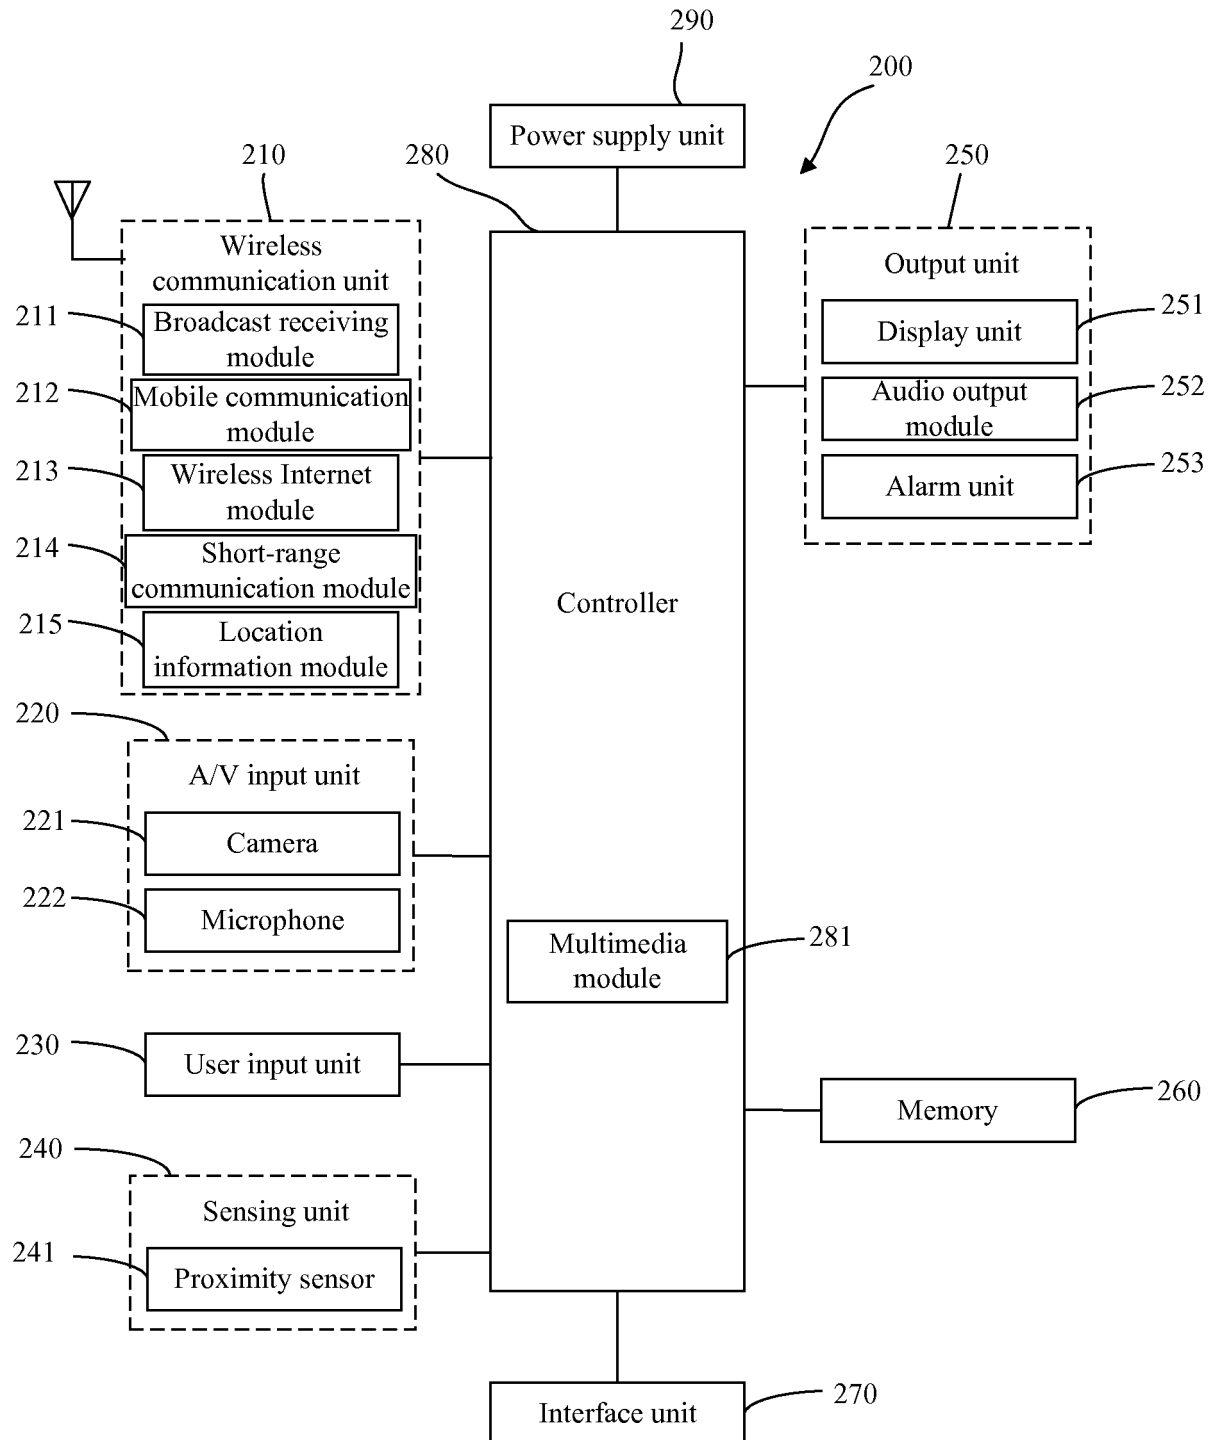 290
200
Power supply unit
210
280
250
Wireless
communication unit
Output unit
211
Broadcast receiving
module
251
Display unit
212
Mobile communication
module
252
Audio output
module
213
Wireless Internet
module
253
Alarm unit
214
Short-range
communication module
Controller
215
Location
information module
220
A/V input unit
221
Camera
222
Microphone
Multimedia
module
281
230
User input unit
260
Memory
240
Sensing unit
241
Proximity sensor
270
Interface unit